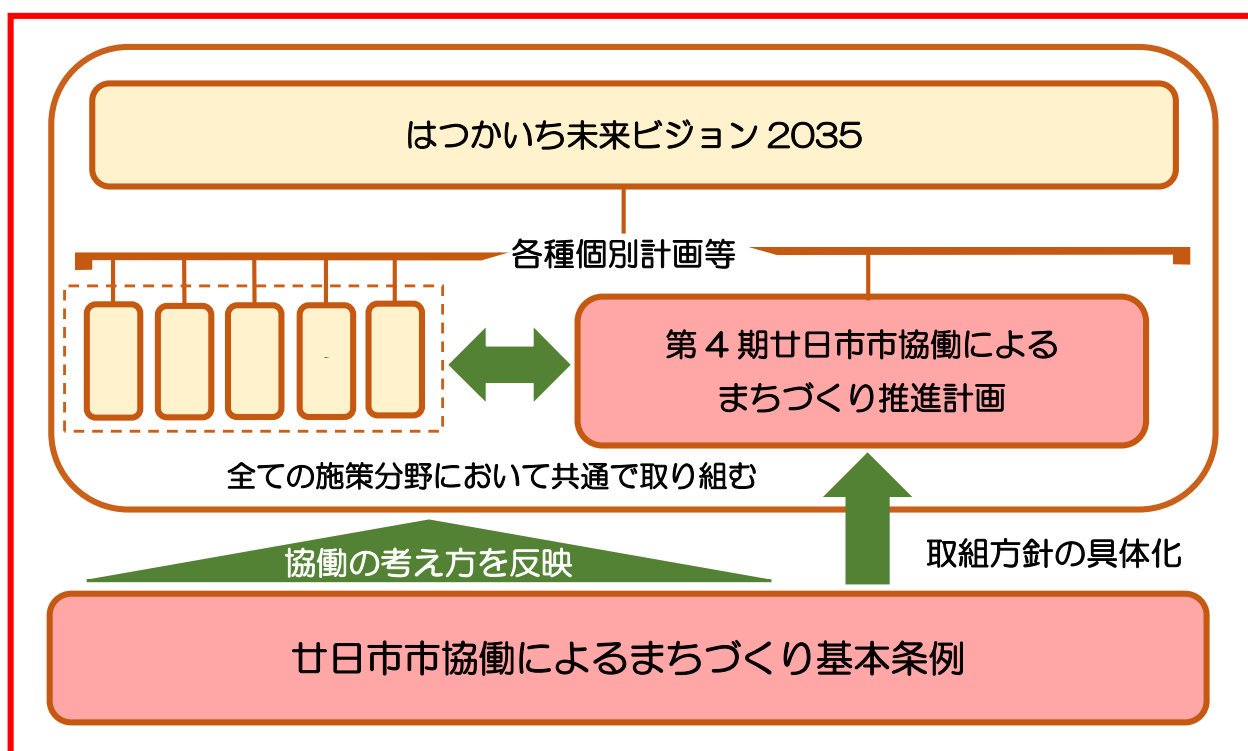 はつかいち未来ビジョン 2035
各種個別計画等
第 4 期廿日市市協働による
まちづくり推進計画
全ての施策分野において共通で取り組む
協働の考え方を反映
取組方針の具体化
廿日市市協働によるまちづくり基本条例